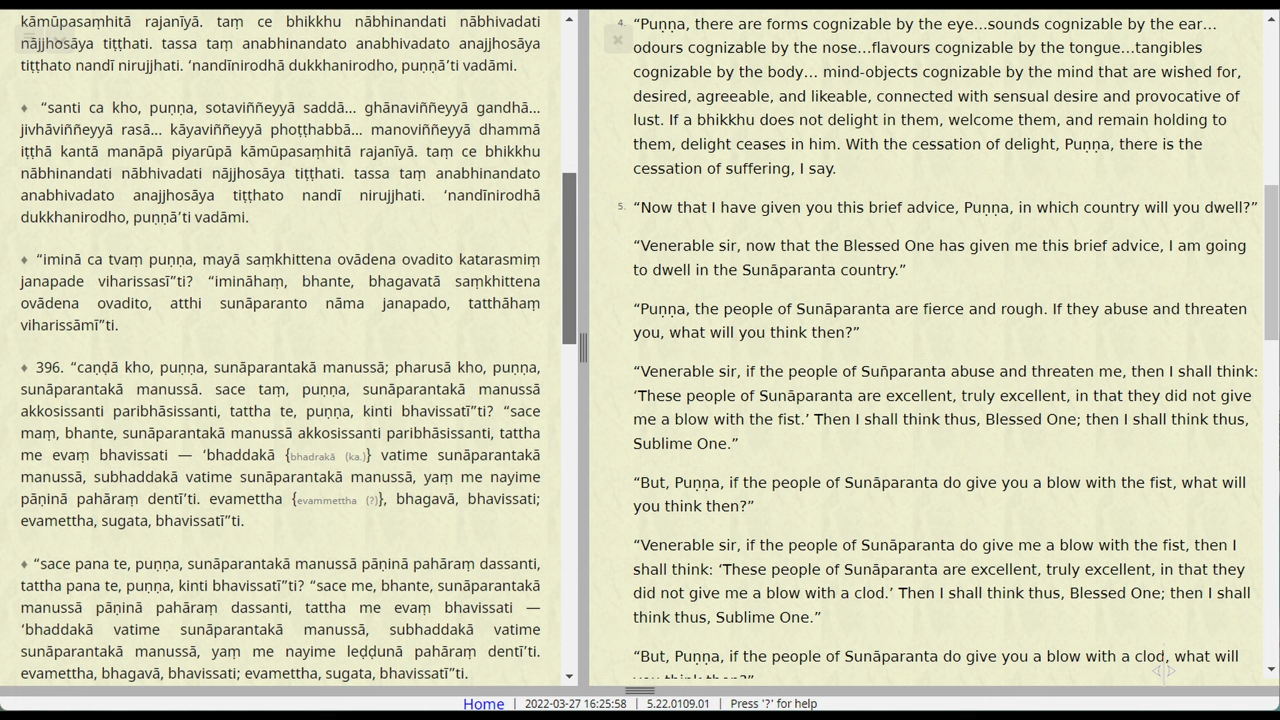 kāmūpasaṃhitā rajanīyā. taṃ ce bhikkhu nābhinandati nābhivadati
nājjhosāya tiṭṭhati. tassa taṃ anabhinandato anabhivadato anajjhosāya
tiṭṭhato nandī nirujjhati. ‘nandīnirodhā dukkhanirodho, puṇṇā’ti vadāmi.
♦ “santi ca kho, puṇṇa, sotaviññeyyā saddā... ghānaviññeyyā gandhā...
jivhāviññeyyā rasā... kāyaviññeyyā phoṭṭhabbā... manoviññeyyā dhammā
iṭṭhā kantā manāpā piyarūpā kāmūpasaṃhitā rajanīyā. taṃ ce bhikkhu
nābhinandati nābhivadati nājjhosāya tiṭṭhati. tassa taṃ anabhinandato
anabhivadato anajjhosāya tiṭṭhato nandī nirujjhati. ‘nandīnirodhā
dukkhanirodho, puṇṇā’ti vadāmi.
♦ “iminā ca tvaṃ puṇṇa, mayā saṃkhittena ovādena ovadito katarasmiṃ
janapade viharissasī”ti? “imināhaṃ, bhante, bhagavatā saṃkhittena
ovādena ovadito, atthi sunāparanto nāma janapado, tatthāhaṃ
viharissāmī”ti.
♦ 396. “caṇḍā kho, puṇṇa, sunāparantakā manussā; pharusā kho, puṇṇa,
sunāparantakā manussā. sace taṃ, puṇṇa, sunāparantakā manussā
akkosissanti paribhāsissanti, tattha te, puṇṇa, kinti bhavissatī”ti? “sace
maṃ, bhante, sunāparantakā manussā akkosissanti paribhāsissanti, tattha
me evaṃ bhavissati — ‘bhaddakā {bhadrakā (ka.)} vatime sunāparantakā
manussā, subhaddakā vatime sunāparantakā manussā, yaṃ me nayime
pāṇinā pahāraṃ dentī’ti. evamettha {evammettha (?)}, bhagavā, bhavissati;
evamettha, sugata, bhavissatī”ti.
♦ “sace pana te, puṇṇa, sunāparantakā manussā pāṇinā pahāraṃ dassanti,
tattha pana te, puṇṇa, kinti bhavissatī”ti? “sace me, bhante, sunāparantakā
manussā pāṇinā pahāraṃ dassanti, tattha me evaṃ bhavissati —
‘bhaddakā vatime sunāparantakā manussā, subhaddakā vatime
sunāparantakā manussā, yaṃ me nayime leḍḍunā pahāraṃ dentī’ti.
evamettha, bhagavā, bhavissati; evamettha, sugata, bhavissatī”ti.
4. “Puṇṇa, there are forms cognizable by the eye…sounds cognizable by the ear…
odours cognizable by the nose…flavours cognizable by the tongue…tangibles
cognizable by the body… mind-objects cognizable by the mind that are wished for,
desired, agreeable, and likeable, connected with sensual desire and provocative of
lust. If a bhikkhu does not delight in them, welcome them, and remain holding to
them, delight ceases in him. With the cessation of delight, Puṇṇa, there is the
cessation of suffering, I say.
5. “Now that I have given you this brief advice, Puṇṇa, in which country will you dwell?”
“Venerable sir, now that the Blessed One has given me this brief advice, I am going
to dwell in the Sunāparanta country.”
“Puṇṇa, the people of Sunāparanta are fierce and rough. If they abuse and threaten
you, what will you think then?”
“Venerable sir, if the people of Suñparanta abuse and threaten me, then I shall think:
‘These people of Sunāparanta are excellent, truly excellent, in that they did not give
me a blow with the fist.’ Then I shall think thus, Blessed One; then I shall think thus,
Sublime One.”
“But, Puṇṇa, if the people of Sunāparanta do give you a blow with the fist, what will
you think then?”
“Venerable sir, if the people of Sunāparanta do give me a blow with the fist, then I
shall think: ‘These people of Sunāparanta are excellent, truly excellent, in that they
did not give me a blow with a clod.’ Then I shall think thus, Blessed One; then I shall
think thus, Sublime One.”
“But, Puṇṇa, if the people of Sunāparanta do give you a blow with a clod, what will
you think then?”
Home | 2022-03-27 16:25:58 | 5.22.0109.01 | Press '?' for help